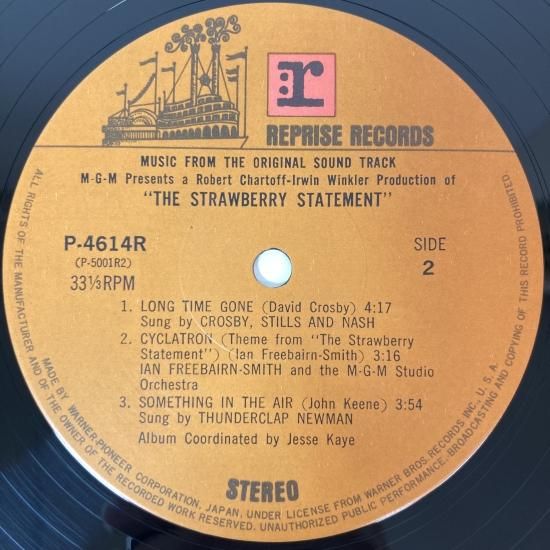 :r
REPRISE RECORDS
MUSIC FROM THE ORIGINAL SOUND TRACK
M-G-M Presents a Robert Chartoff-Irwin Winkler Production of
"THE STRAWBERRY STATEMENT"
P-4614R
(P-5001R2)
33⅓RPM
SIDE
2
1. LONG TIME GONE (David Crosby) 4:17
Sung by CROSBY, STILLS AND NASH
2. CYCLATRON (Theme from "The Strawberry
Statement") (Ian Freebairn-Smith) 3:16
IAN FREEBAIRN-SMITH and the M-G-M Studio
Orchestra
3. SOMETHING IN THE AIR (John Keene) 3:54
Sung by THUNDERCLAP NEWMAN
Album Coordinated by Jesse Kaye
STEREO
MADE BY WARNER-PIONEER CORPORATION, JAPAN, UNDER LICENSE FROM WARNER BROS. RECORDS INC., U.S.A.
ALL RIGHTS OF THE MANUFACTURER AND OF THE OWNER OF THE RECORDED WORK RESERVED. UNAUTHORIZED PUBLIC PERFORMANCE, BROADCASTING AND COPYING OF THIS RECORD PROHIBITED